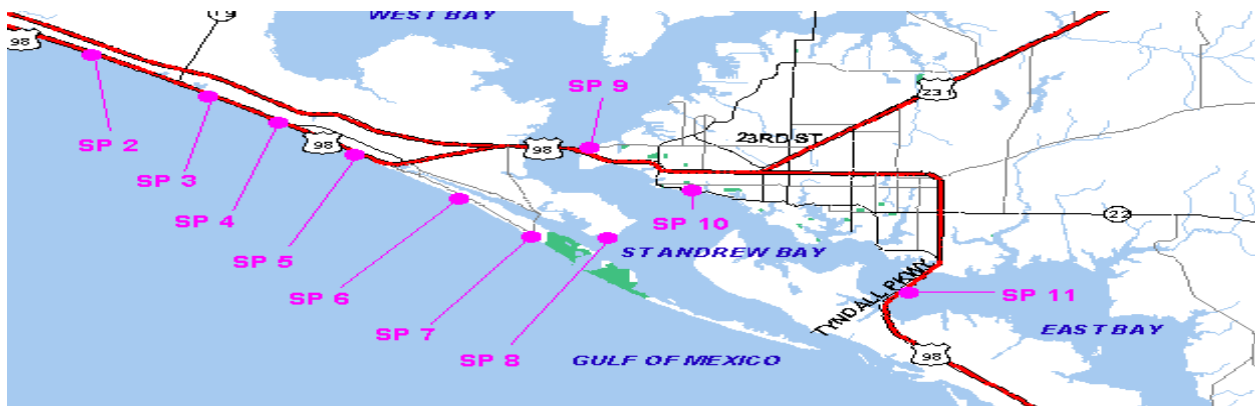 WEST BAY
19
98
231
SP 9
SP 2
23RD ST
98
98
SP 3
SP 4
SP 10
22
SP 5
ST ANDREW BAY
SP 6
SP 11
TYNDALL PKWY
SP 7
EAST BAY
SP 8
GULF OF MEXICO
98